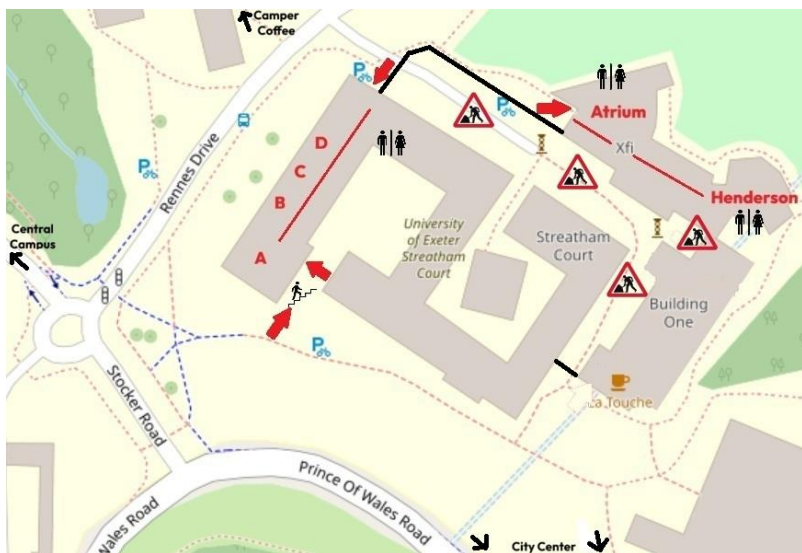 Camper
Coffee
P
P
Atrium
Xfi
Rennes Drive
D
C
B
A
P
Central
Campus
University
of Exeter
Streatham
Court
Streatham
Court
Henderson
Building
One
P
La Touche
Stocker Road
Prince Of Wales Road
Wales Road
City Center